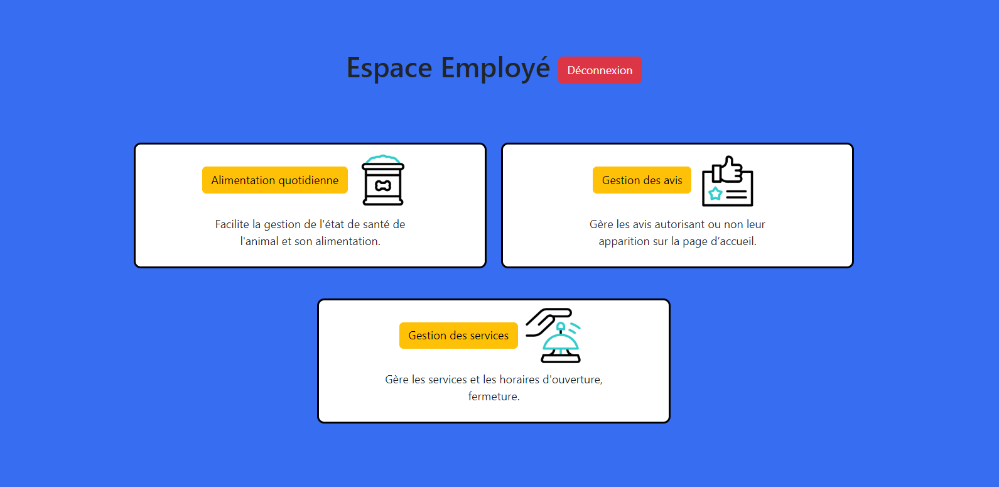 Espace Employé
Déconnexion
Alimentation quotidienne
Facilite la gestion de l'état de santé de
l'animal et son alimentation.
Gestion des avis
Gère les avis autorisant ou non leur
apparition sur la page d’accueil.
Gestion des services
Gère les services et les horaires d'ouverture,
fermeture.